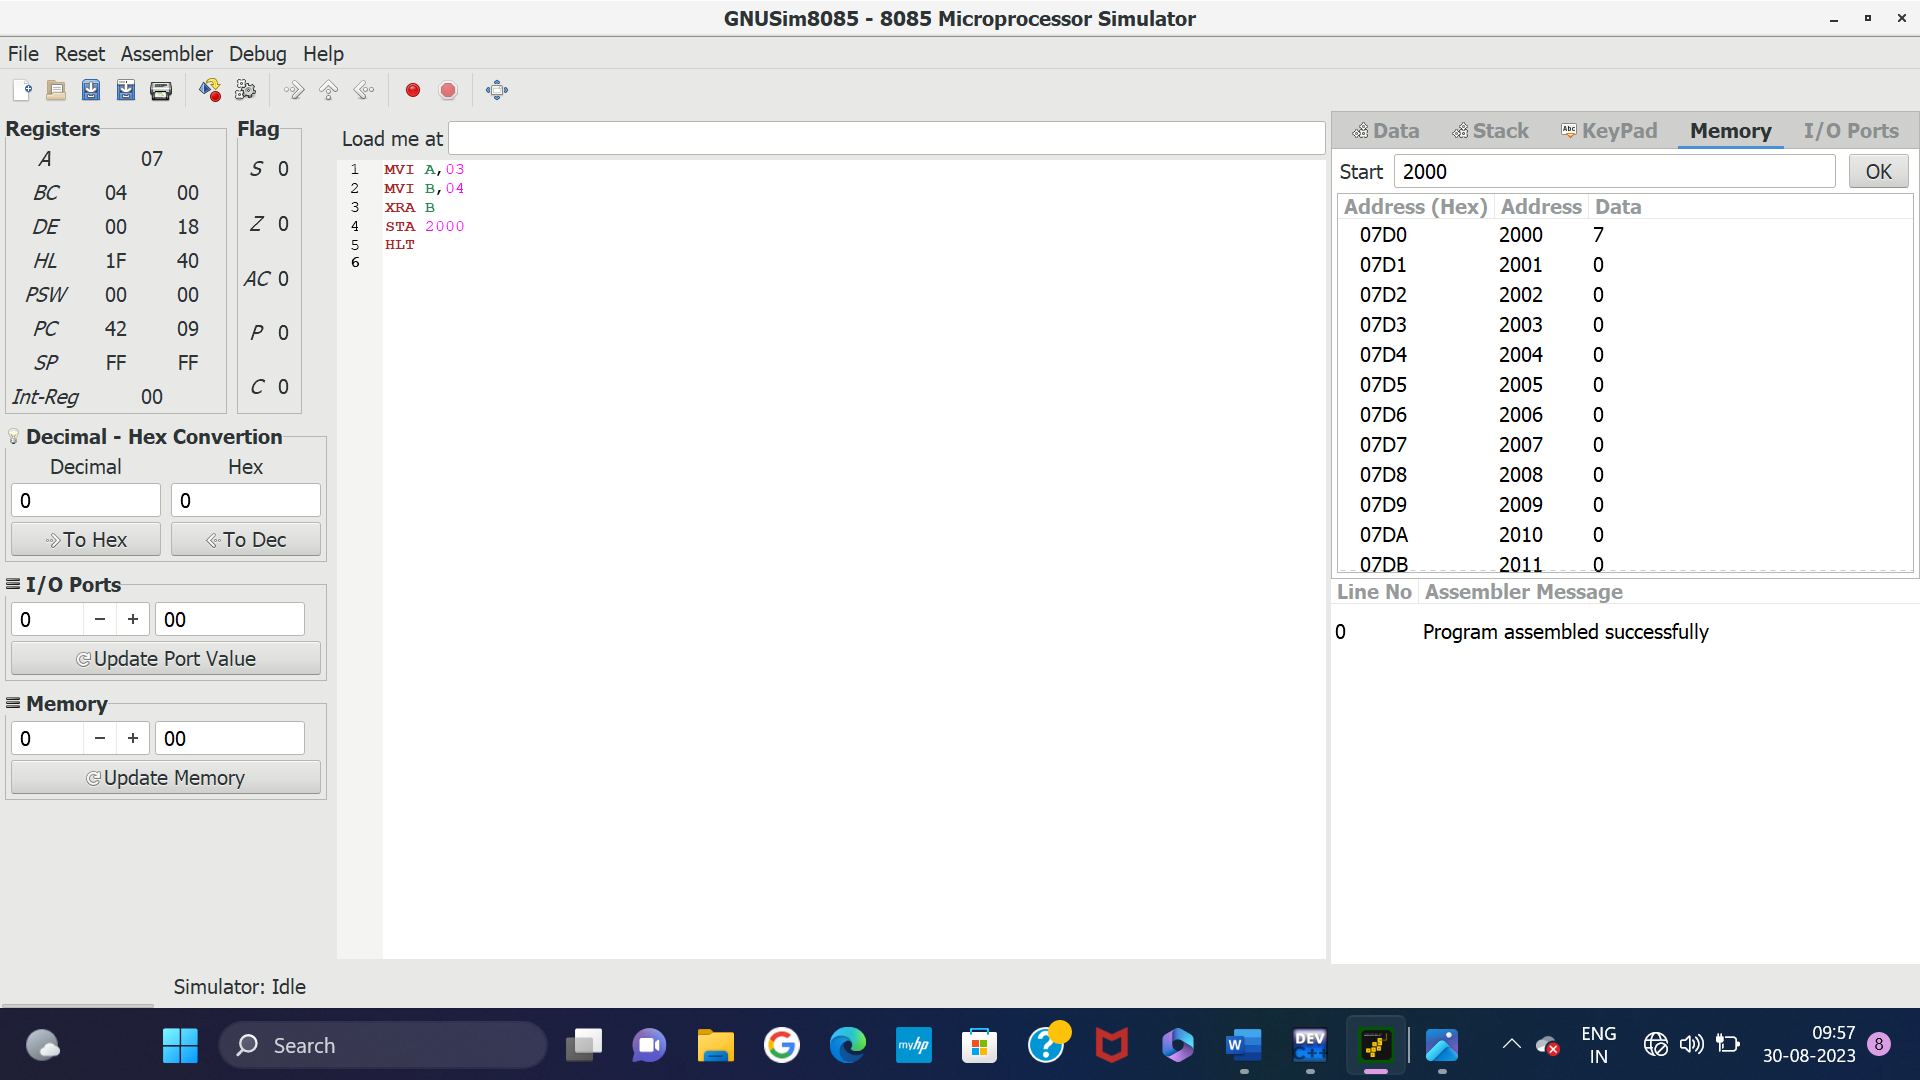 GNUSim8085 - 8085 Microprocessor Simulator
File Reset Assembler Debug Help
Registers
A 07
BC 04 00
DE 00 18
HL 1F 40
PSW 00 00
PC 42 09
SP FF FF
Int-Reg 00
Flag
S 0
Z 0
AC 0
P 0
C 0
Decimal - Hex Convertion
Decimal Hex
0 0
To Hex To Dec
I/O Ports
0 − + 00
Update Port Value
Memory
0 − + 00
Update Memory
Load me at
1 MVI A,03
2 MVI B,04
3 XRA B
4 STA 2000
5 HLT
6
Data Stack Abc KeyPad Memory I/O Ports
Start 2000 OK
Address (Hex) Address Data
07D0 2000 7
07D1 2001 0
07D2 2002 0
07D3 2003 0
07D4 2004 0
07D5 2005 0
07D6 2006 0
07D7 2007 0
07D8 2008 0
07D9 2009 0
07DA 2010 0
07DB 2011 0
Line No Assembler Message
0 Program assembled successfully
Simulator: Idle
Search
myhp
W
DEV
C++
ENG
IN
09:57
30-08-2023
8